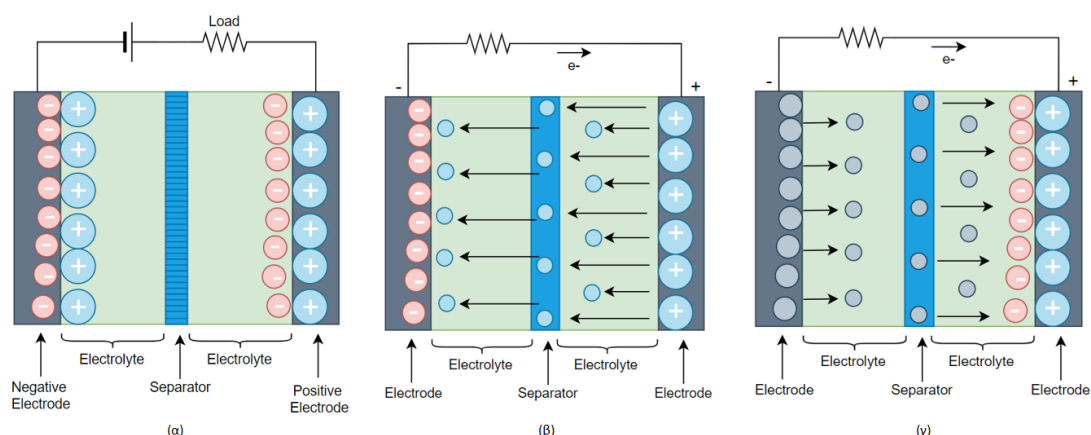 Load
Negative
Electrode
Electrolyte
Separator
Electrolyte
Positive
Electrode
(α)
e-
-
+
Electrode
Electrolyte
Separator
Electrolyte
Electrode
(β)
e-
-
+
Electrode
Electrolyte
Separator
Electrolyte
Electrode
(γ)